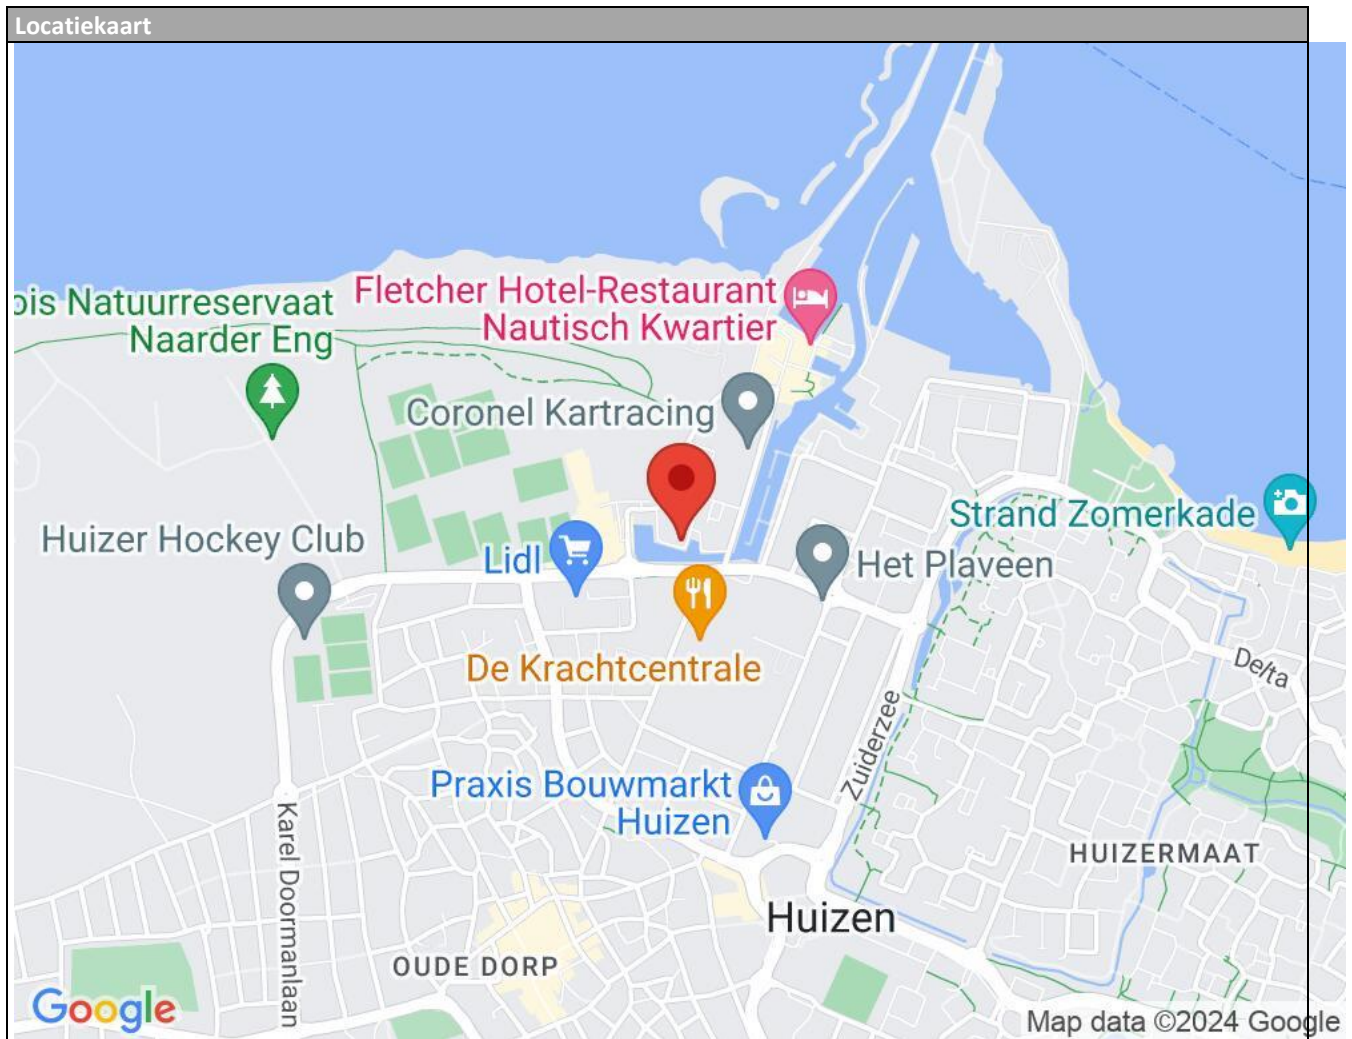 Locatiekaart
Fletcher Hotel-Restaurant
Nautisch Kwartier
ois Natuurreservaat
Naarder Eng
Coronel Kartracing
Strand Zomerkade
Huizer Hockey Club
Lidl
Het Plaveen
De Krachtcentrale
Delta
Zuiderzee
Praxis Bouwmarkt
Huizen
Karel Doormanlaan
HUIZERMAAT
Huizen
OUDE DORP
Google
Map data ©2024 Google